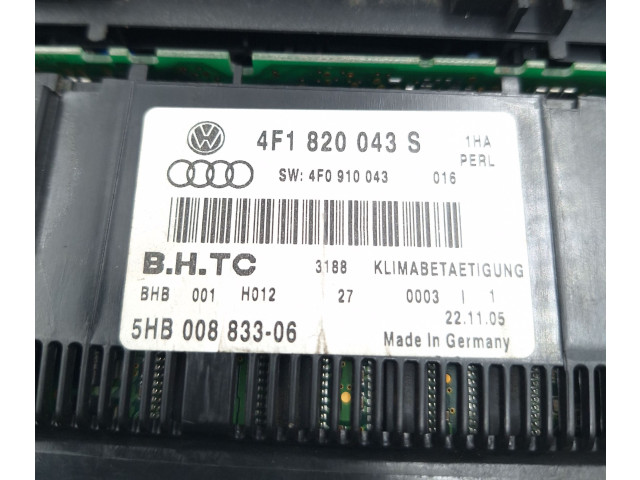 4F1 820 043 S 1HA
PERL
SW: 4F0 910 043 016
B.H.TC 3188 KLIMABETAETIGUNG
BHB 001 H012 27 0003 | 1
22.11.05
5HB 008 833-06 Made In Germany